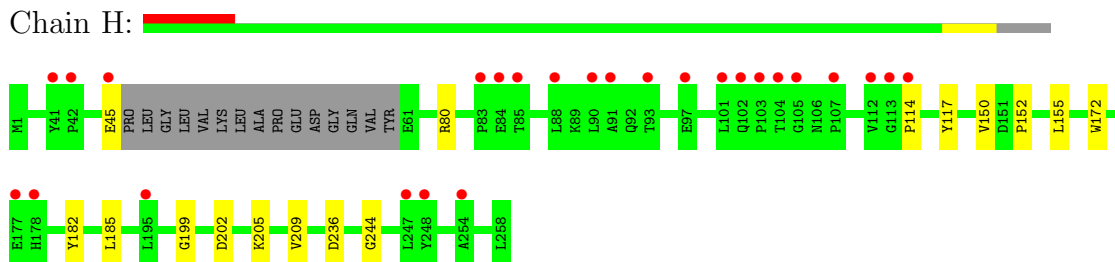 Chain H:
M1 Y41 P42 E45 PRO LEU GLY LEU VAL LYS LEU ALA PRO GLU ASP GLY GLN VAL TYR E61 R80 P83 E84 T85 L88 K89 L90 A91 Q92 T93 E97 L101 Q102 P103 T104 G105 N106 P107 V112 G113 P114 Y117 V150 D151 P152 L155 W172
E177 H178 Y182 L185 L195 G199 D202 K205 V209 D236 G244 L247 Y248 A254 L258